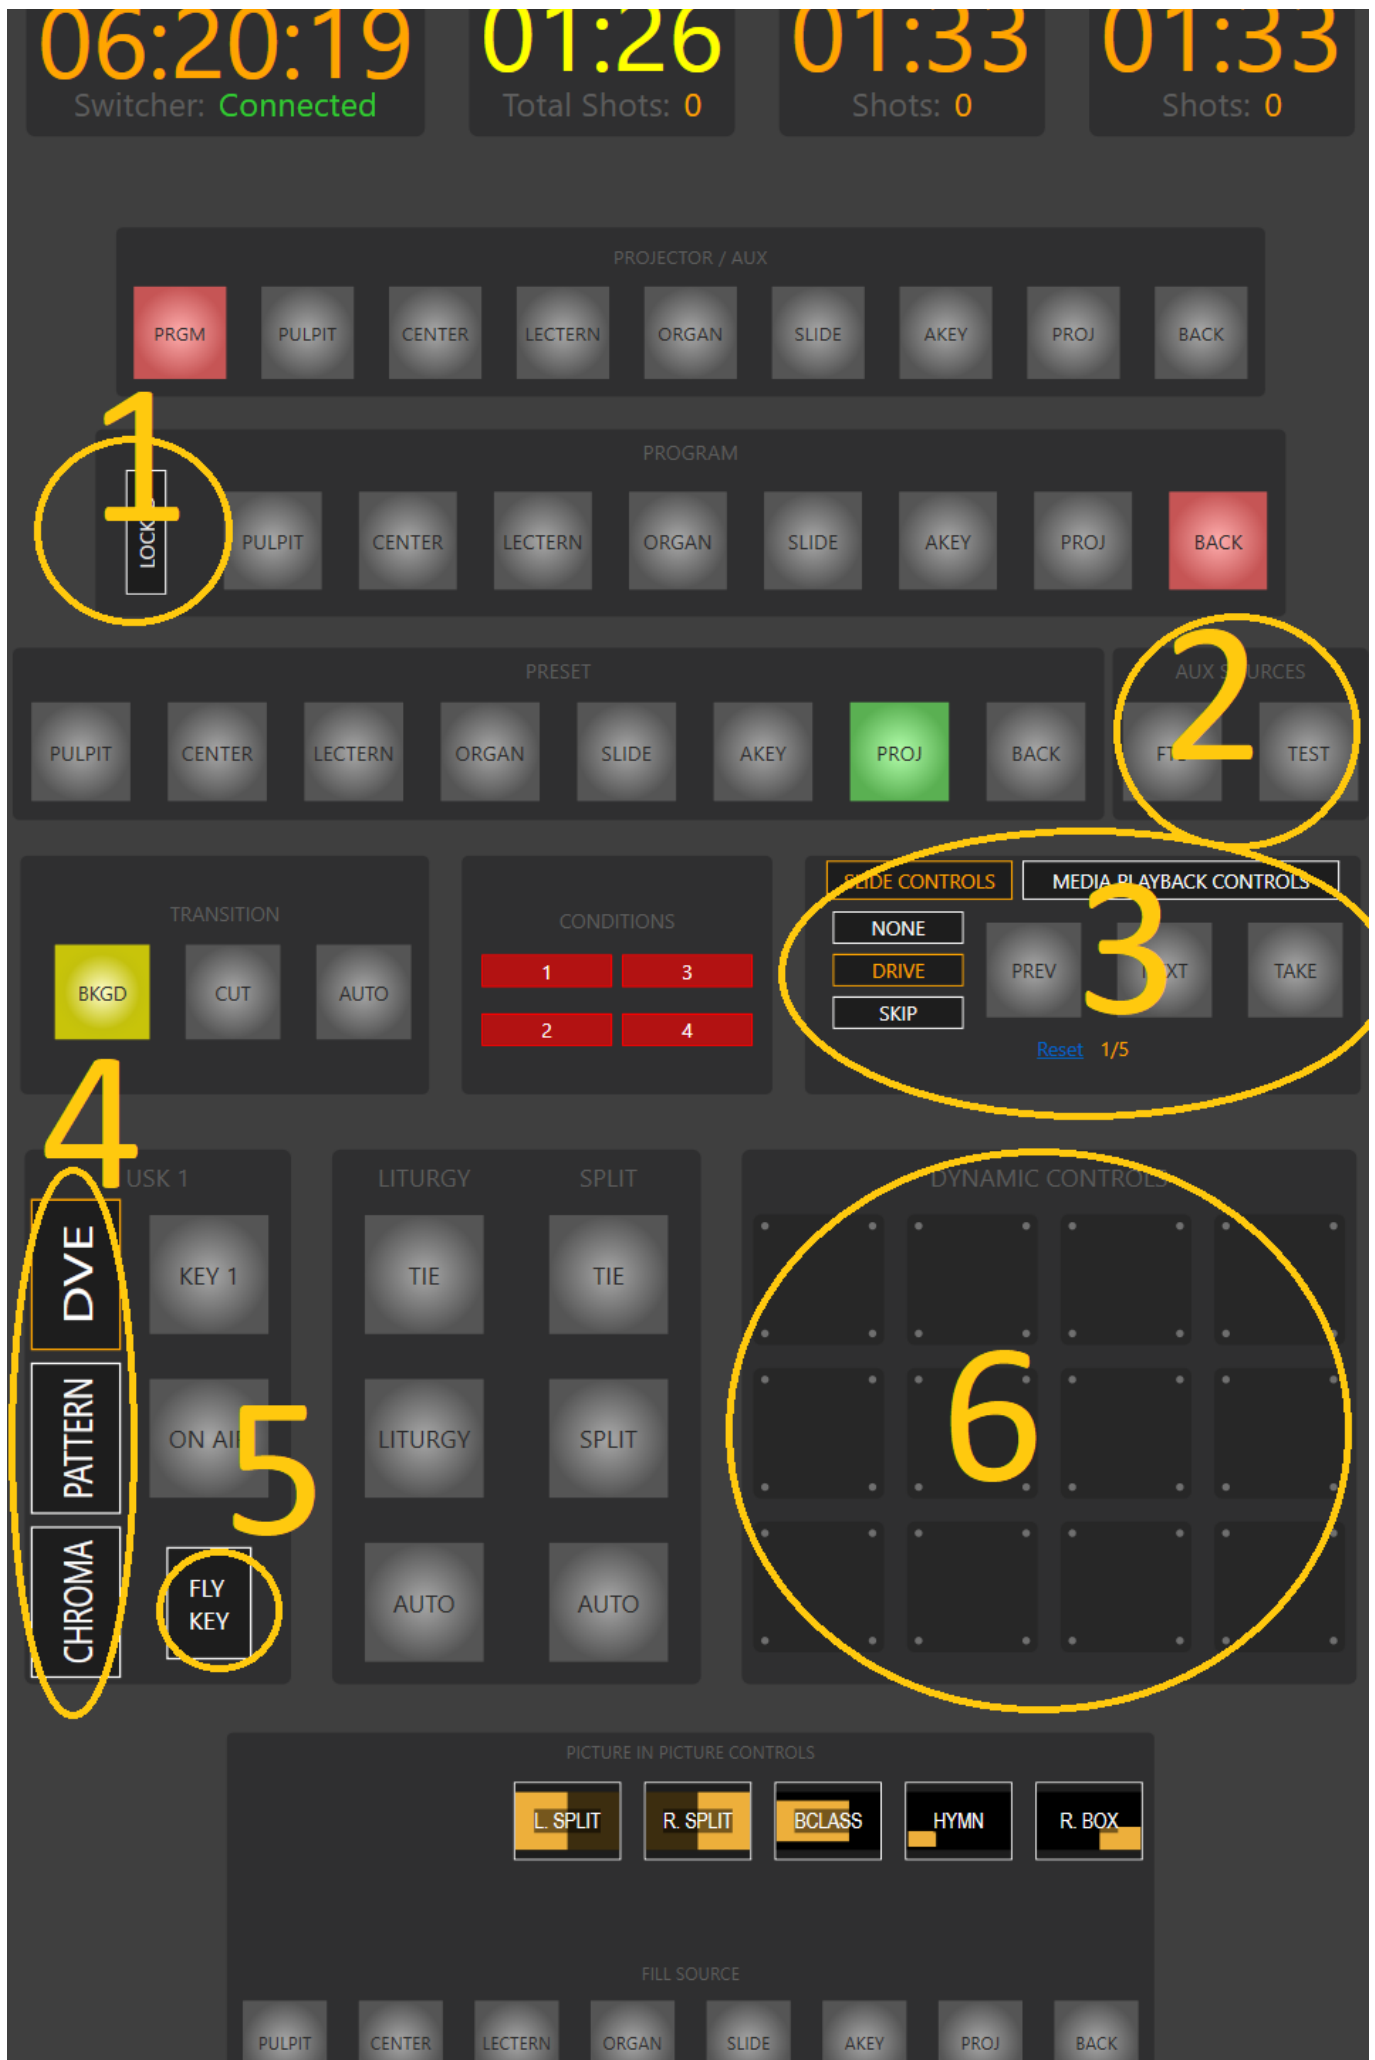 06:20:19 01:26 01:33 01:33
Switcher: Connected Total Shots: 0 Shots: 0 Shots: 0
PROJECTOR / AUX
PRGM PULPIT CENTER LECTERN ORGAN SLIDE AKEY PROJ BACK
1
PROGRAM
PULPIT CENTER LECTERN ORGAN SLIDE AKEY PROJ BACK
2
PRESET AUX
PULPIT CENTER LECTERN ORGAN SLIDE AKEY PROJ BACK TEST
SLIDE CONTROLS MEDIA PLAYBACK CONTROLS
TRANSITION CONDITIONS
BKGD CUT AUTO
1 3
2 4
NONE
DRIVE
SKIP
PREV TAKE
3
Reset 1/5
4
USK 1 LITURGY SPLIT DYNAMIC CONTROLS
DVE KEY 1 TIE TIE
PATTERN LITURGY SPLIT
ON
5
6
CHROMA FLY
KEY
AUTO AUTO
PICTURE IN PICTURE CONTROLS
L. SPLIT R. SPLIT BCLASS HYMN R. BOX
FILL SOURCE
PULPIT CENTER LECTERN ORGAN SLIDE AKEY PROJ BACK